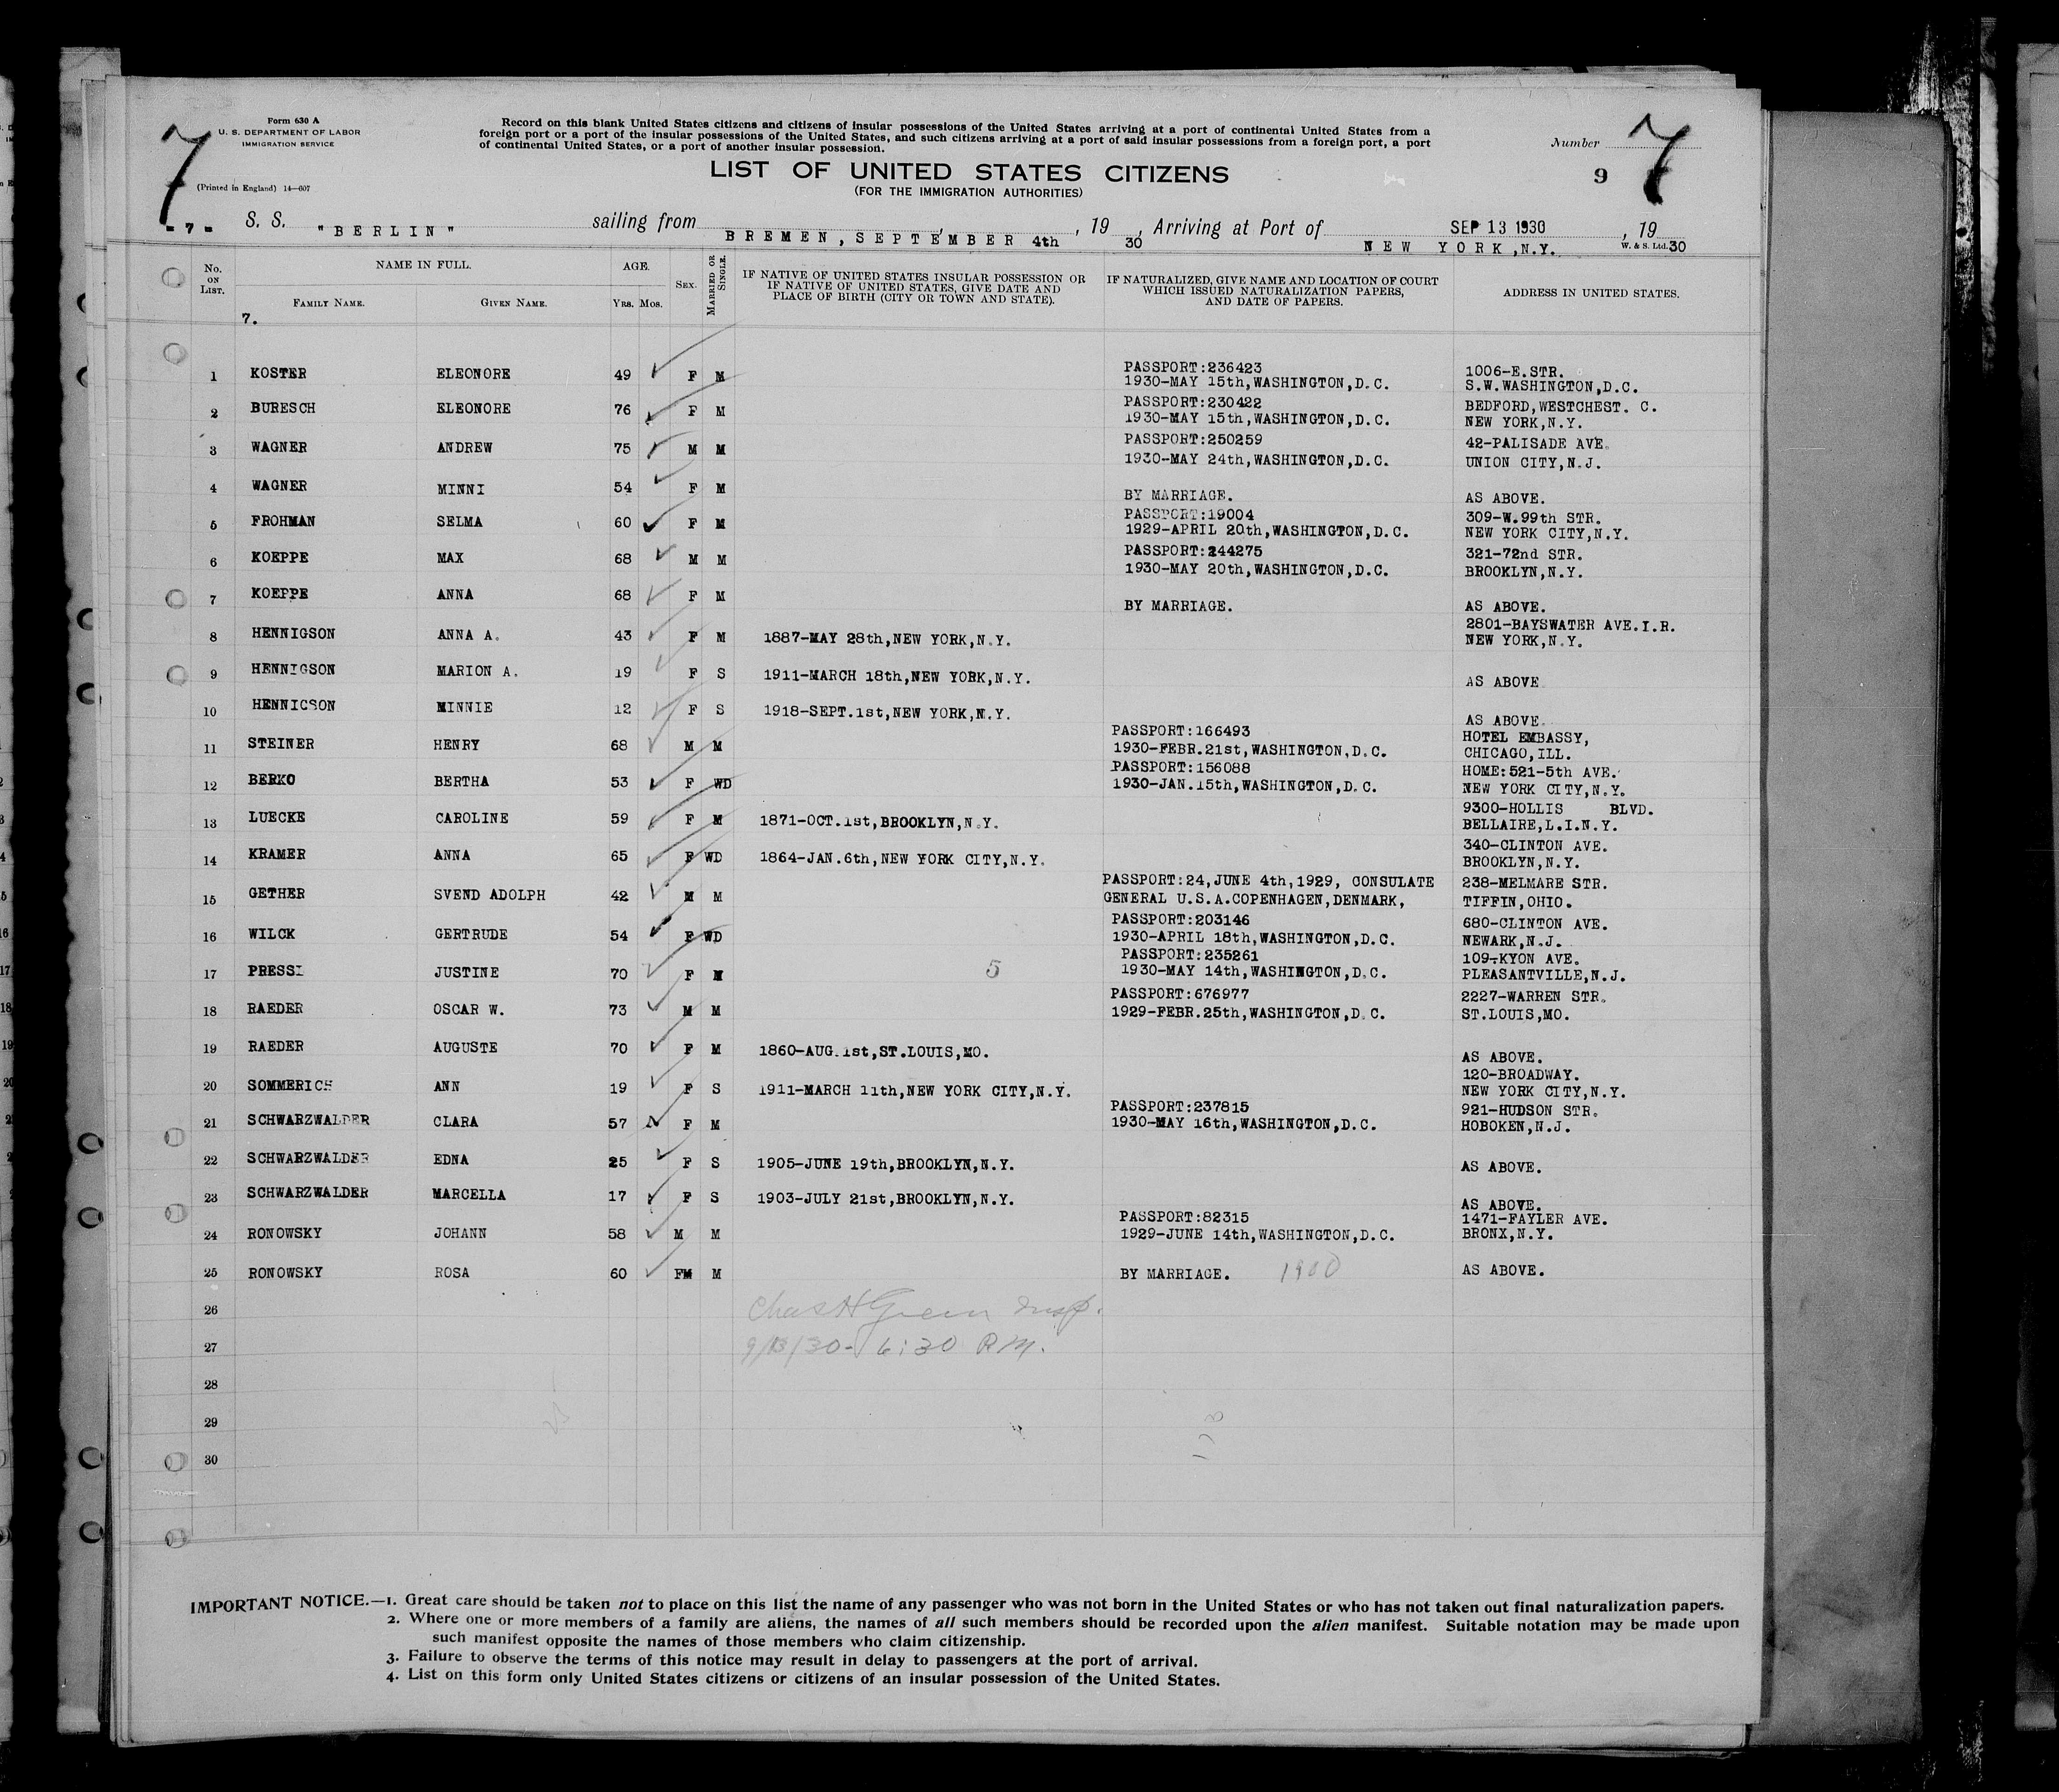 Form 630 A
U. S. DEPARTMENT OF LABOR
IMMIGRATION SERVICE
(Printed in England) 14—607
7
Record on this blank United States citizens and citizens of insular possessions of the United States arriving at a port of continental United States from a
foreign port or a port of the insular possessions of the United States, and such citizens arriving at a port of said insular possessions from a foreign port, a port
of continental United States, or a port of another insular possession.
Number
9 7
LIST OF UNITED STATES CITIZENS
(FOR THE IMMIGRATION AUTHORITIES)
- 7 - S. S. "BERLIN" sailing from BREMEN, SEPTEMBER 4th, 19 30, Arriving at Port of NEW YORK, N.Y. SEP 13 1930, 19 30
W. & S. Ltd.
No. ON LIST. NAME IN FULL. AGE. SEX. MARRIED OR SINGLE. IF NATIVE OF UNITED STATES INSULAR POSSESSION OR IF NATIVE OF UNITED STATES, GIVE DATE AND PLACE OF BIRTH (CITY OR TOWN AND STATE). IF NATURALIZED, GIVE NAME AND LOCATION OF COURT WHICH ISSUED NATURALIZATION PAPERS, AND DATE OF PAPERS. ADDRESS IN UNITED STATES.
FAMILY NAME. GIVEN NAME. Yrs. Mos.
7.
1 KOSTER ELEONORE 49 F M PASSPORT:236423 1930-MAY 15th,WASHINGTON,D.C. 1006-E.STR. S.W.WASHINGTON,D.C.
2 BURESCH ELEONORE 76 F M PASSPORT:230422 1930-MAY 15th,WASHINGTON,D.C. BEDFORD,WESTCHEST. C. NEW YORK,N.Y.
3 WAGNER ANDREW 75 M M PASSPORT:250259 1930-MAY 24th,WASHINGTON,D.C. 42-PALISADE AVE. UNION CITY,N.J.
4 WAGNER MINNI 54 F M BY MARRIAGE. AS ABOVE.
5 FROHMAN SELMA 60 F M PASSPORT:19004 1929-APRIL 20th,WASHINGTON,D.C. 309-W.99th STR. NEW YORK CITY,N.Y.
6 KOEPPE MAX 68 M M PASSPORT:244275 1930-MAY 20th,WASHINGTON,D.C. 321-72nd STR. BROOKLYN,N.Y.
7 KOEPPE ANNA 68 F M BY MARRIAGE. AS ABOVE.
8 HENNIGSON ANNA A. 43 F M 1887-MAY 28th,NEW YORK,N.Y. 2801-BAYSWATER AVE.I.R. NEW YORK,N.Y.
9 HENNIGSON MARION A. 19 F S 1911-MARCH 18th,NEW YORK,N.Y. AS ABOVE
10 HENNICSON MINNIE 12 F S 1918-SEPT.1st,NEW YORK,N.Y. AS ABOVE.
11 STEINER HENRY 68 M M PASSPORT:166493 1930-FEBR.21st,WASHINGTON,D.C. HOTEL EMBASSY, CHICAGO,ILL.
12 BERKO BERTHA 53 F WD PASSPORT:156088 1930-JAN.15th,WASHINGTON,D.C. HOME:521-5th AVE. NEW YORK CITY,N.Y.
13 LUECKE CAROLINE 59 F M 1871-OCT.1st,BROOKLYN,N.Y. 9300-HOLLIS BLVD. BELLAIRE,L.I.N.Y.
14 KRAMER ANNA 65 F WD 1864-JAN.6th,NEW YORK CITY,N.Y. 340-CLINTON AVE. BROOKLYN,N.Y.
15 GETHER SVEND ADOLPH 42 M M PASSPORT:24,JUNE 4th,1929, CONSULATE GENERAL U.S.A.COPENHAGEN,DENMARK, 238-MELMARE STR. TIFFIN,OHIO.
16 WILCK GERTRUDE 54 F WD PASSPORT:203146 1930-APRIL 18th,WASHINGTON,D.C. 680-CLINTON AVE. NEWARK,N.J.
17 PRESSI JUSTINE 70 F M 5 PASSPORT:235261 1930-MAY 14th,WASHINGTON,D.C. 109-KYON AVE. PLEASANTVILLE,N.J.
18 RAEDER OSCAR W. 73 M M PASSPORT:676977 1929-FEBR.25th,WASHINGTON,D.C. 2227-WARREN STR. ST.LOUIS,MO.
19 RAEDER AUGUSTE 70 F M 1860-AUG.1st,ST.LOUIS,MO. AS ABOVE.
20 SOMMERICH ANN 19 F S 1911-MARCH 11th,NEW YORK CITY,N.Y. 120-BROADWAY. NEW YORK CITY,N.Y.
21 SCHWARZWALDER CLARA 57 F M PASSPORT:237815 1930-MAY 16th,WASHINGTON,D.C. 921-HUDSON STR. HOBOKEN,N.J.
22 SCHWARZWALDER EDNA 25 F S 1905-JUNE 19th,BROOKLYN,N.Y. AS ABOVE.
23 SCHWARZWALDER MARCELLA 17 F S 1903-JULY 21st,BROOKLYN,N.Y. AS ABOVE.
24 RONOWSKY JOHANN 58 M M PASSPORT:82315 1929-JUNE 14th,WASHINGTON,D.C. 1471-FAYLER AVE. BRONX,N.Y.
25 RONOWSKY ROSA 60 FM M BY MARRIAGE. 1900 AS ABOVE.
26 Chas H Green Insp.
27 9/13/30- 6:30 P.M.
28
29
30
IMPORTANT NOTICE.—1. Great care should be taken not to place on this list the name of any passenger who was not born in the United States or who has not taken out final naturalization papers.
2. Where one or more members of a family are aliens, the names of all such members should be recorded upon the alien manifest. Suitable notation may be made upon
such manifest opposite the names of those members who claim citizenship.
3. Failure to observe the terms of this notice may result in delay to passengers at the port of arrival.
4. List on this form only United States citizens or citizens of an insular possession of the United States.